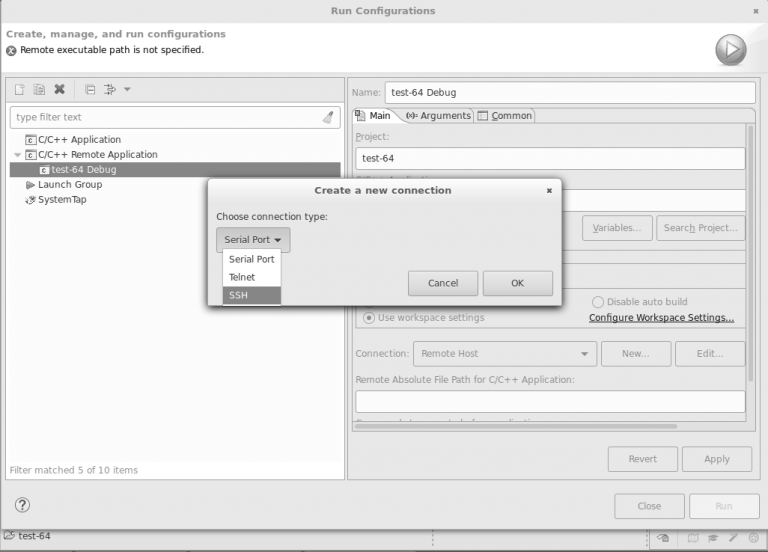 Run Configurations
Create, manage, and run configurations
Remote executable path is not specified.
Name: test-64 Debug
type filter text
Main Arguments Common
C/C++ Application
C/C++ Remote Application
test-64 Debug
Launch Group
SystemTap
Project:
test-64
Create a new connection
Choose connection type:
Serial Port
Serial Port
Telnet
SSH
Cancel OK
Variables... Search Project...
Disable auto build
Use workspace settings Configure Workspace Settings...
Connection: Remote Host New... Edit...
Remote Absolute File Path for C/C++ Application:
Filter matched 5 of 10 items
Revert Apply
Close Run
test-64